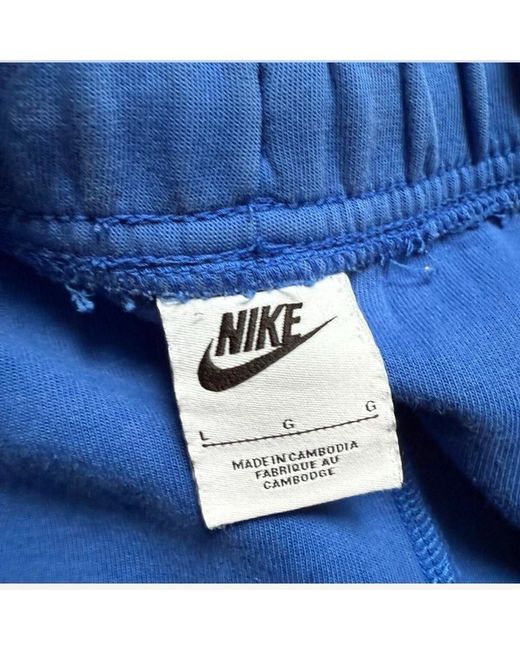 NIKE
L G G
MADE IN CAMBODIA
FABRIQUE AU
CAMBODGE